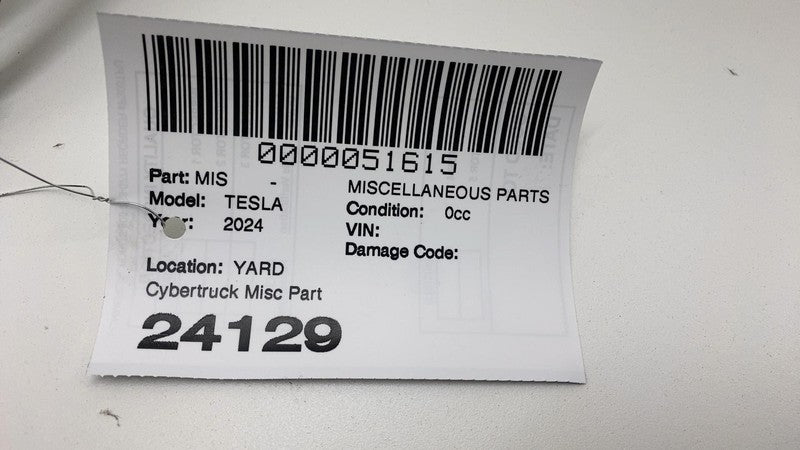 0000051615
Part: MIS -
MISCELLANEOUS PARTS
Model: TESLA
Condition: 0cc
Year: 2024
VIN:
Damage Code:
Location: YARD
Cybertruck Misc Part
24129